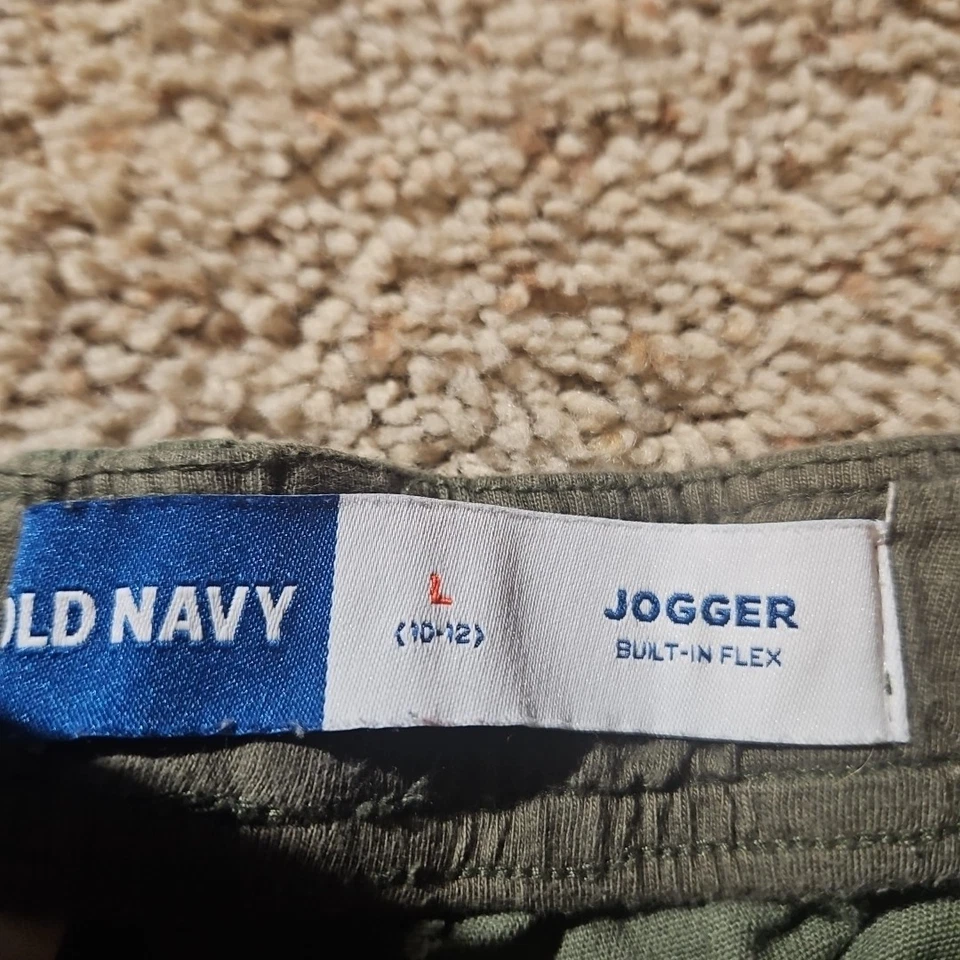 OLD NAVY
L
(10-12)
JOGGER
BUILT-IN FLEX